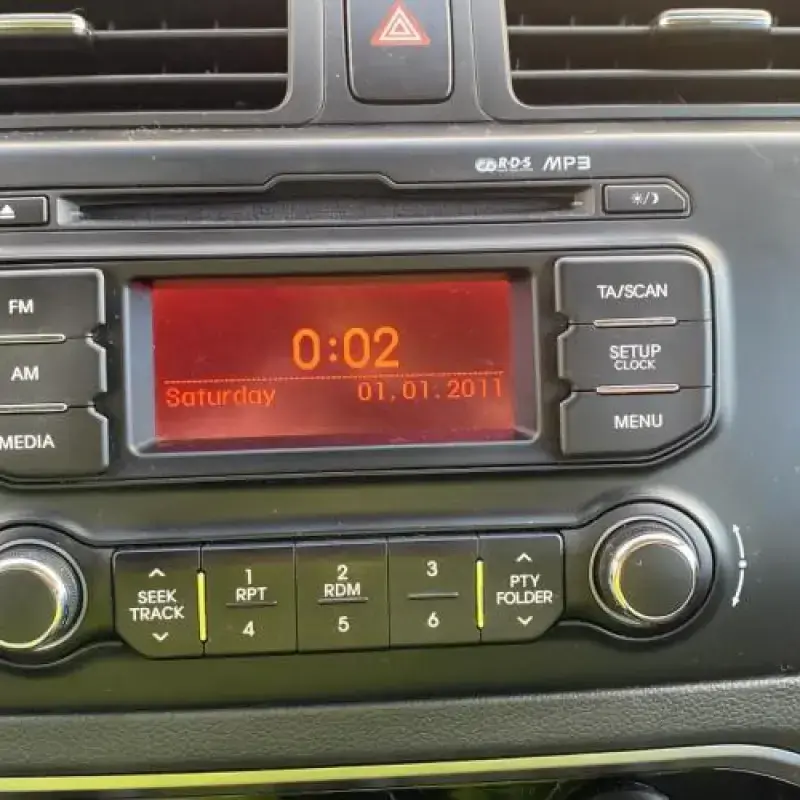 RDS MP3
FM
AM
MEDIA
0:02
Saturday 01.01.2011
TA/SCAN
SETUP
CLOCK
MENU
SEEK
TRACK
1
RPT
4
2
RDM
5
3
6
PTY
FOLDER